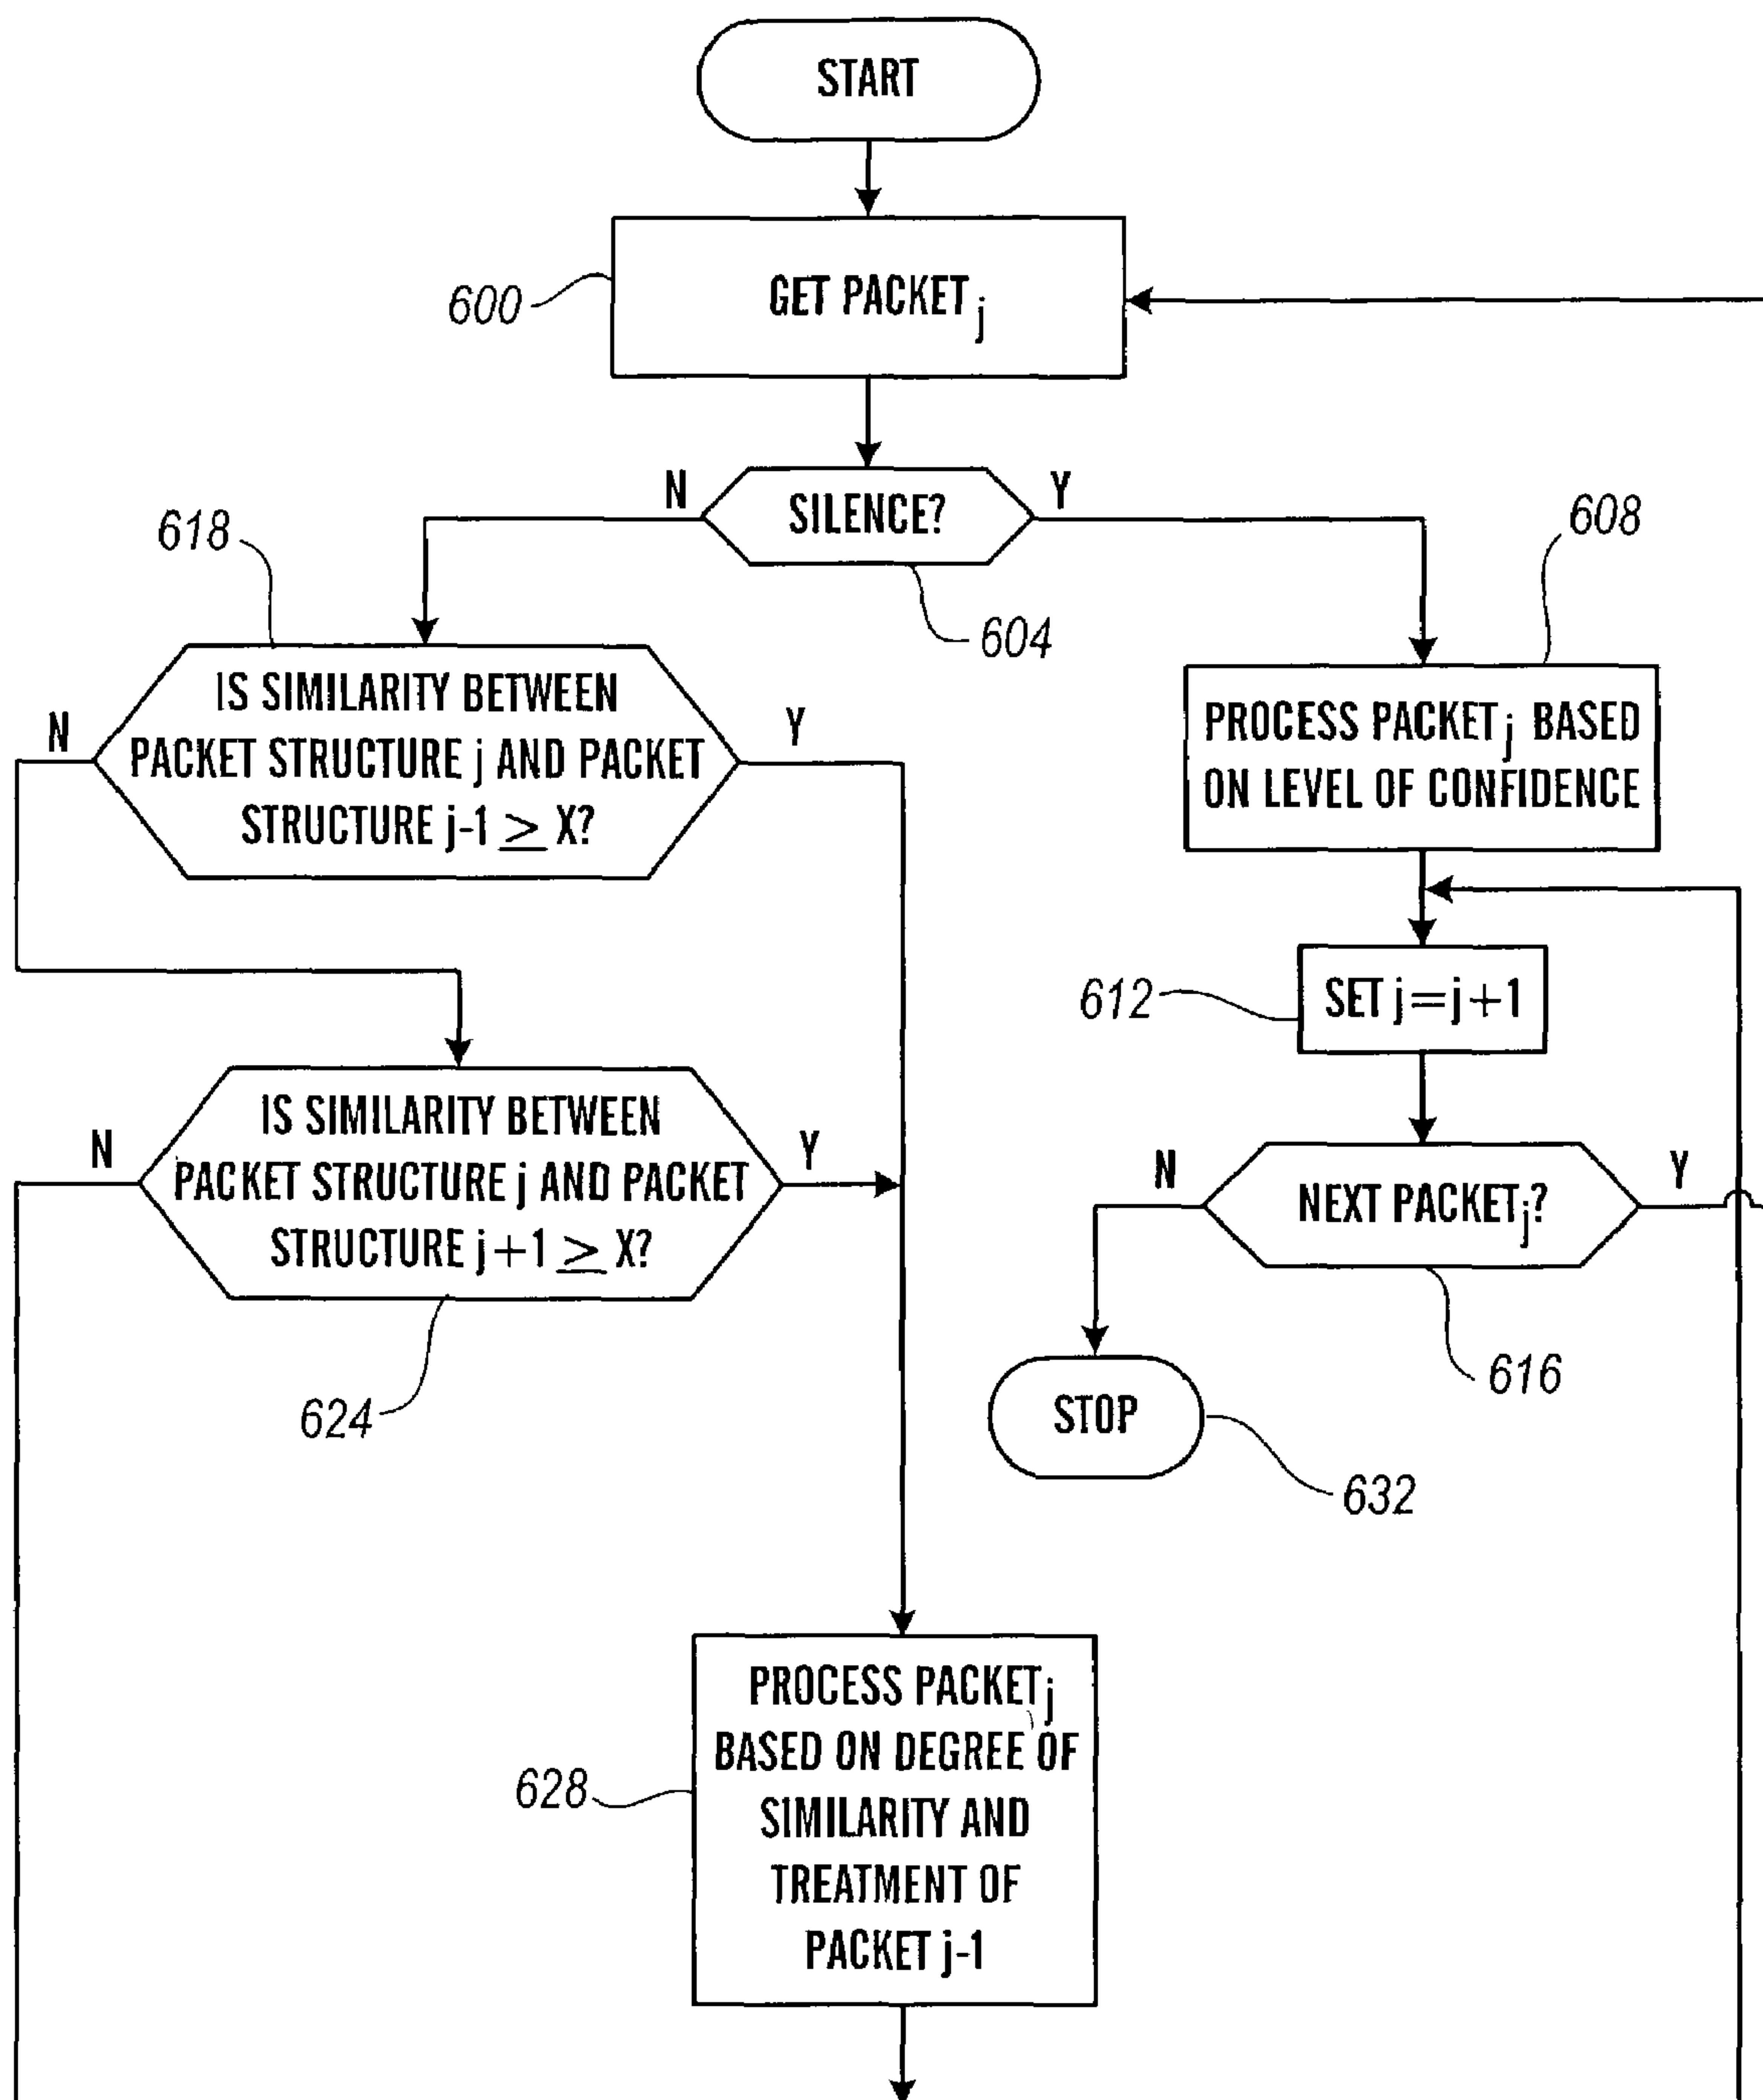 START
600
GET PACKET j
N
SILENCE?
Y
604
618
IS SIMILARITY BETWEEN
PACKET STRUCTURE j AND PACKET
STRUCTURE j-1 ≥ X?
N
Y
608
PROCESS PACKET j BASED
ON LEVEL OF CONFIDENCE
612
SET j=j+1
N
IS SIMILARITY BETWEEN
PACKET STRUCTURE j AND PACKET
STRUCTURE j+1 ≥ X?
Y
624
N
NEXT PACKET j?
Y
616
STOP
632
628
PROCESS PACKET j
BASED ON DEGREE OF
SIMILARITY AND
TREATMENT OF
PACKET j-1